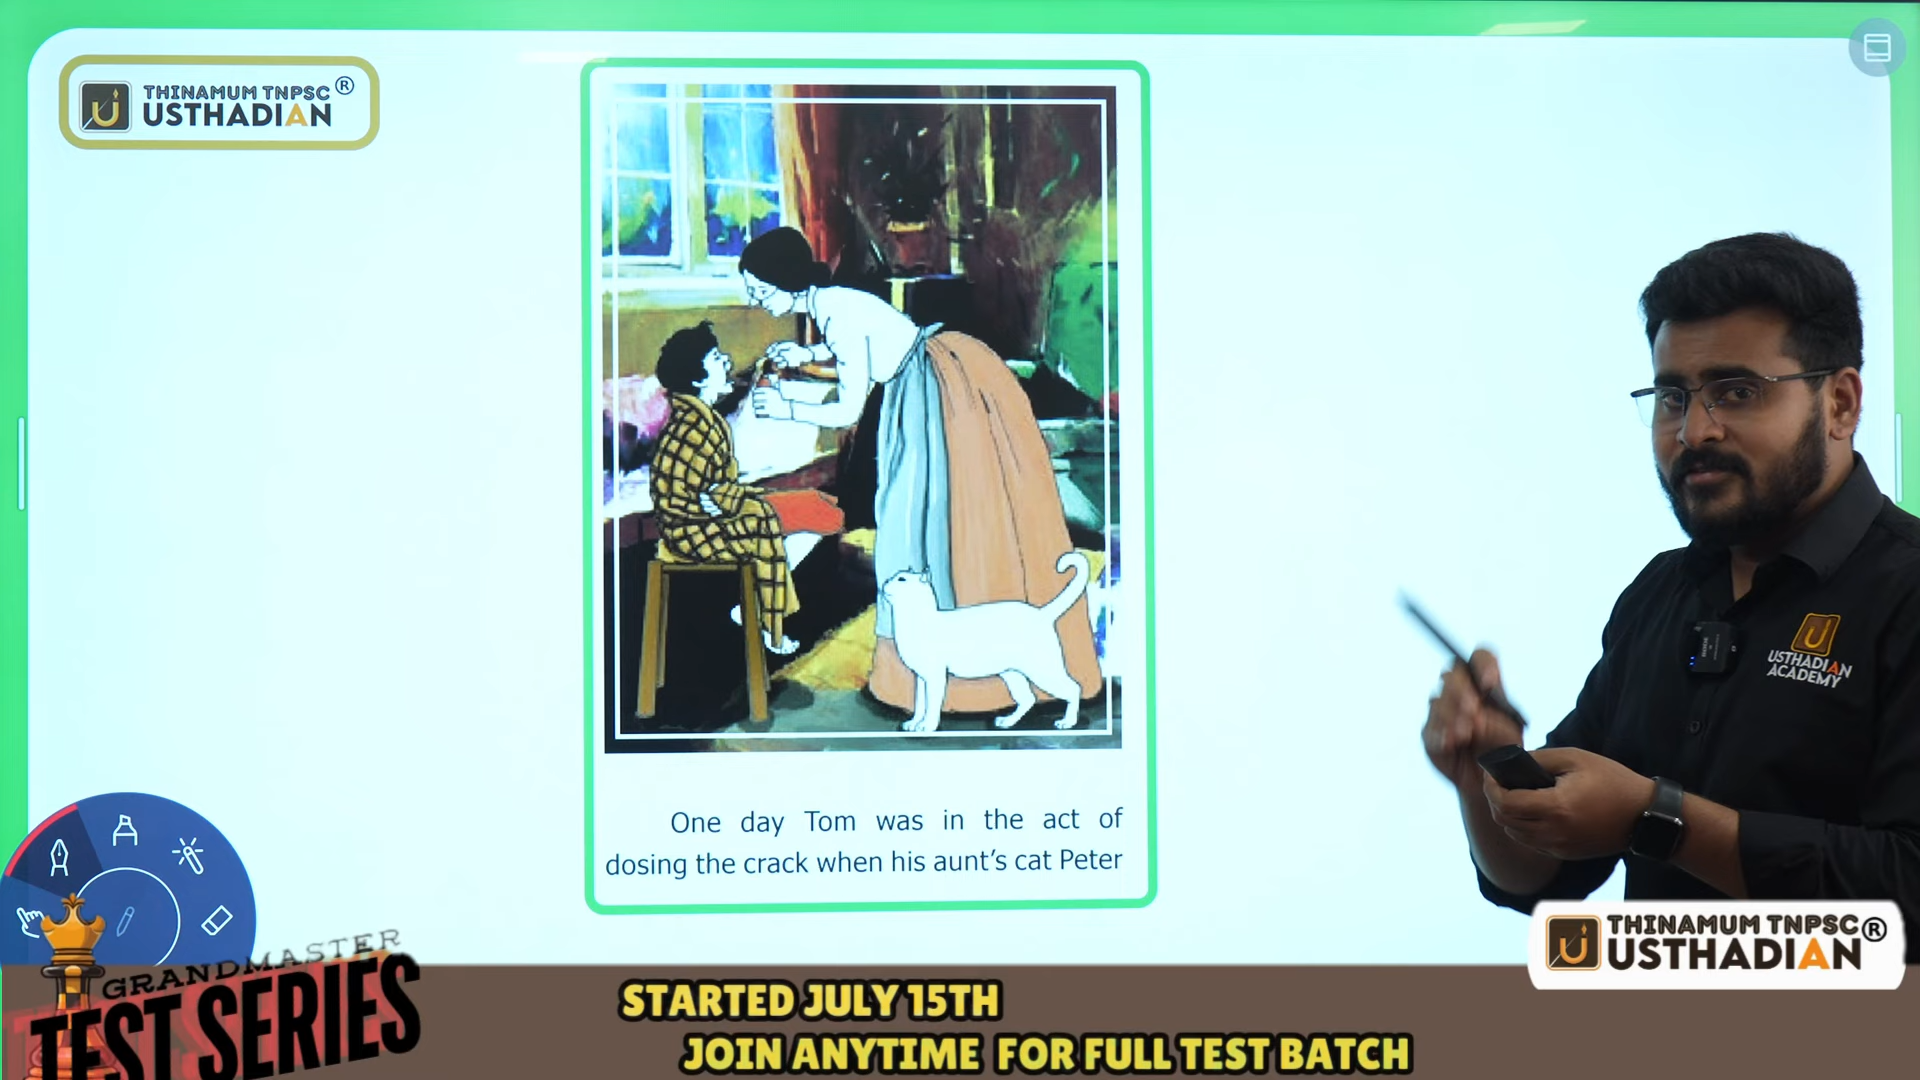 THINAMUM TNPSC ®
USTHADIAN
One day Tom was in the act of
dosing the crack when his aunt's cat Peter
USTHADIAN
ACADEMY
THINAMUM TNPSC ®
USTHADIAN
GRANDMASTER
TEST SERIES
STARTED JULY 15TH
JOIN ANYTIME FOR FULL TEST BATCH